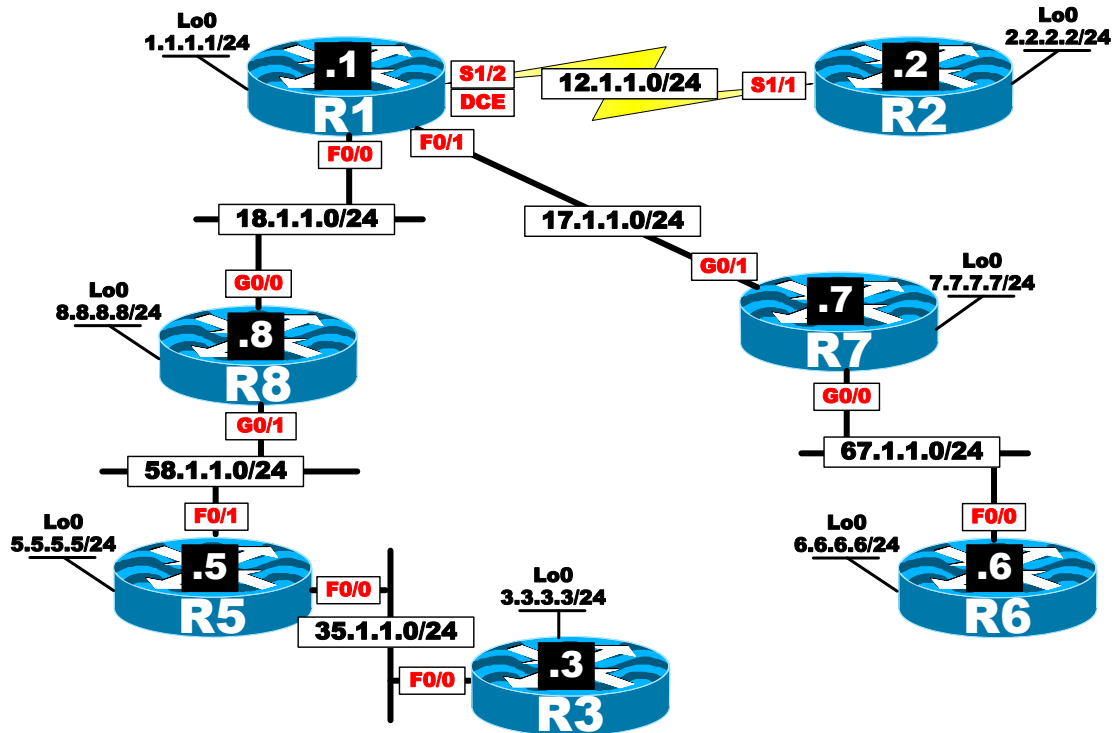 Lo0
1.1.1.1/24
.1
R1
S1/2
DCE
12.1.1.0/24
S1/1
.2
R2
Lo0
2.2.2.2/24
F0/0
F0/1
18.1.1.0/24
17.1.1.0/24
G0/0
G0/1
Lo0
8.8.8.8/24
.8
R8
Lo0
7.7.7.7/24
.7
R7
G0/1
G0/0
58.1.1.0/24
67.1.1.0/24
F0/1
F0/0
Lo0
5.5.5.5/24
.5
R5
F0/0
Lo0
6.6.6.6/24
.6
R6
35.1.1.0/24
Lo0
3.3.3.3/24
F0/0
.3
R3